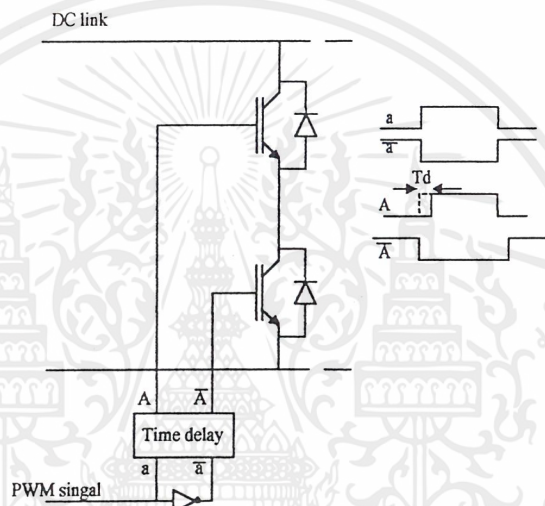 DC link
a
a̅
Td
A
A̅
A A̅
Time delay
a a̅
PWM singal